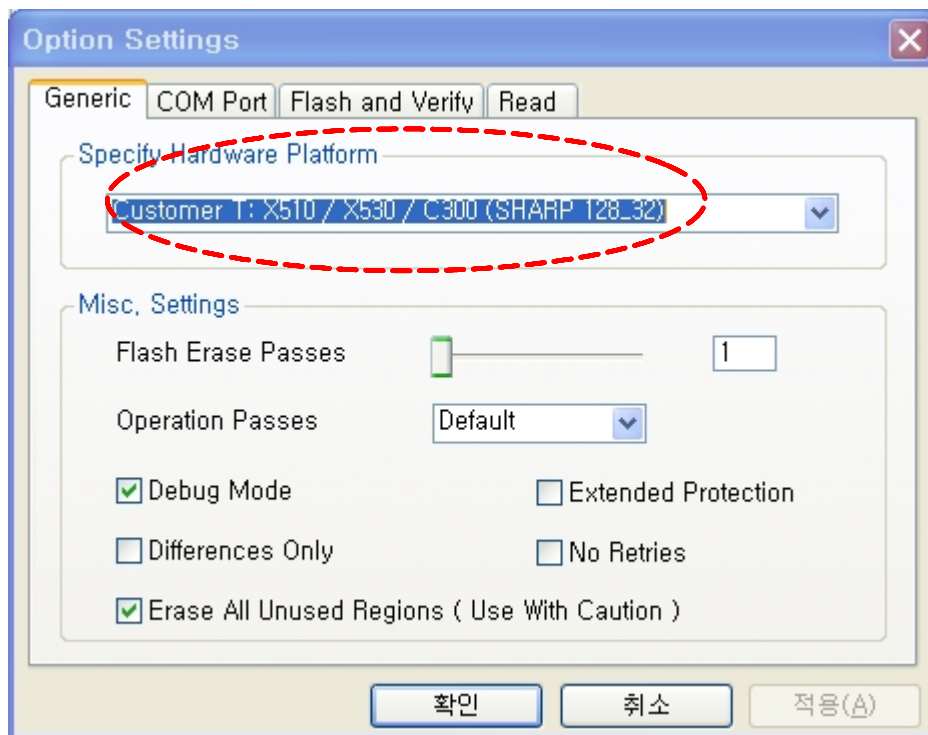 Option Settings
Generic COM Port Flash and Verify Read
Specify Hardware Platform
Customer T: X510 / X530 / C300 (SHARP 128_32)
Misc, Settings
Flash Erase Passes 1
Operation Passes Default
Debug Mode Extended Protection
Differences Only No Retries
Erase All Unused Regions ( Use With Caution )
확인 취소 적용(A)